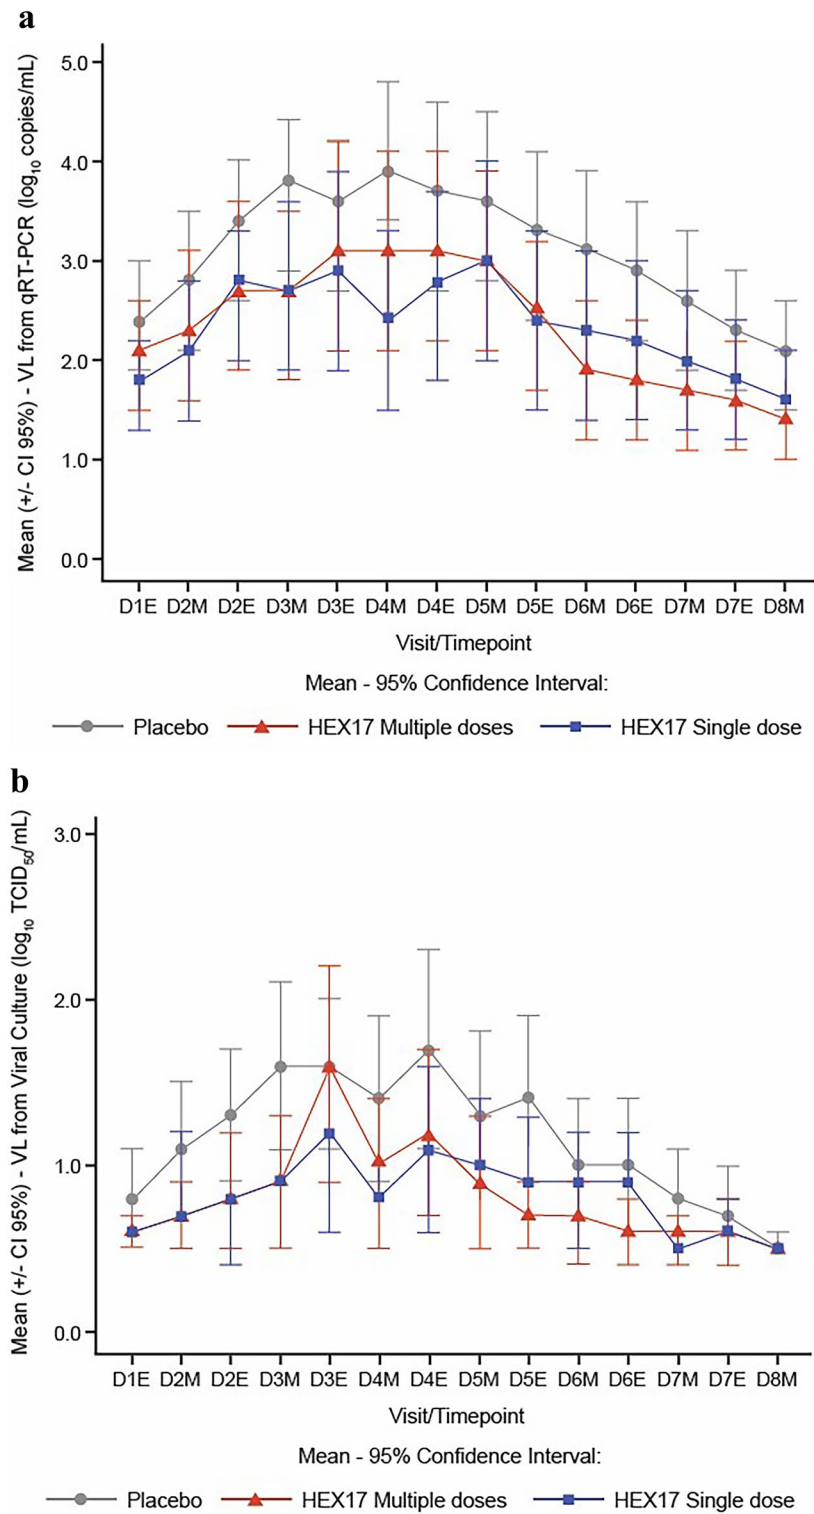 a
Mean (+/- CI 95%) - VL from qRT-PCR (log10 copies/mL)
5.0
4.0
3.0
2.0
1.0
0.0
D1E D2M D2E D3M D3E D4M D4E D5M D5E D6M D6E D7M D7E D8M
Visit/Timepoint
Mean - 95% Confidence Interval:
Placebo HEX17 Multiple doses HEX17 Single dose
b
Mean (+/- CI 95%) - VL from Viral Culture (log10 TCID50/mL)
3.0
2.0
1.0
0.0
D1E D2M D2E D3M D3E D4M D4E D5M D5E D6M D6E D7M D7E D8M
Visit/Timepoint
Mean - 95% Confidence Interval:
Placebo HEX17 Multiple doses HEX17 Single dose